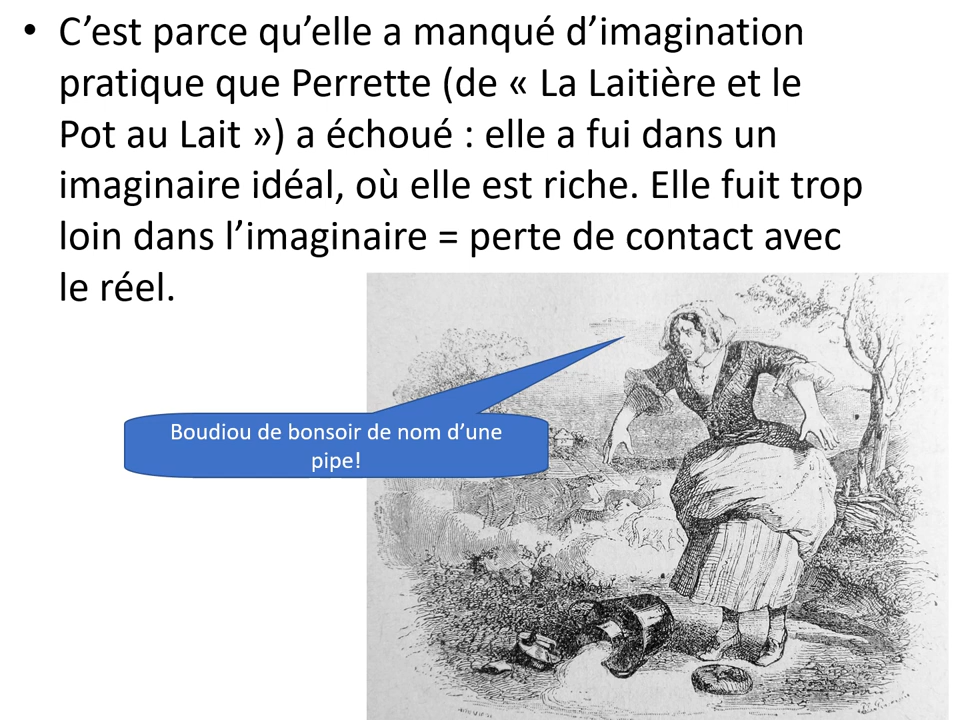 • C’est parce qu’elle a manqué d’imagination
pratique que Perrette (de « La Laitière et le
Pot au Lait ») a échoué : elle a fui dans un
imaginaire idéal, où elle est riche. Elle fuit trop
loin dans l’imaginaire = perte de contact avec
le réel.
Boudiou de bonsoir de nom d’une
pipe!